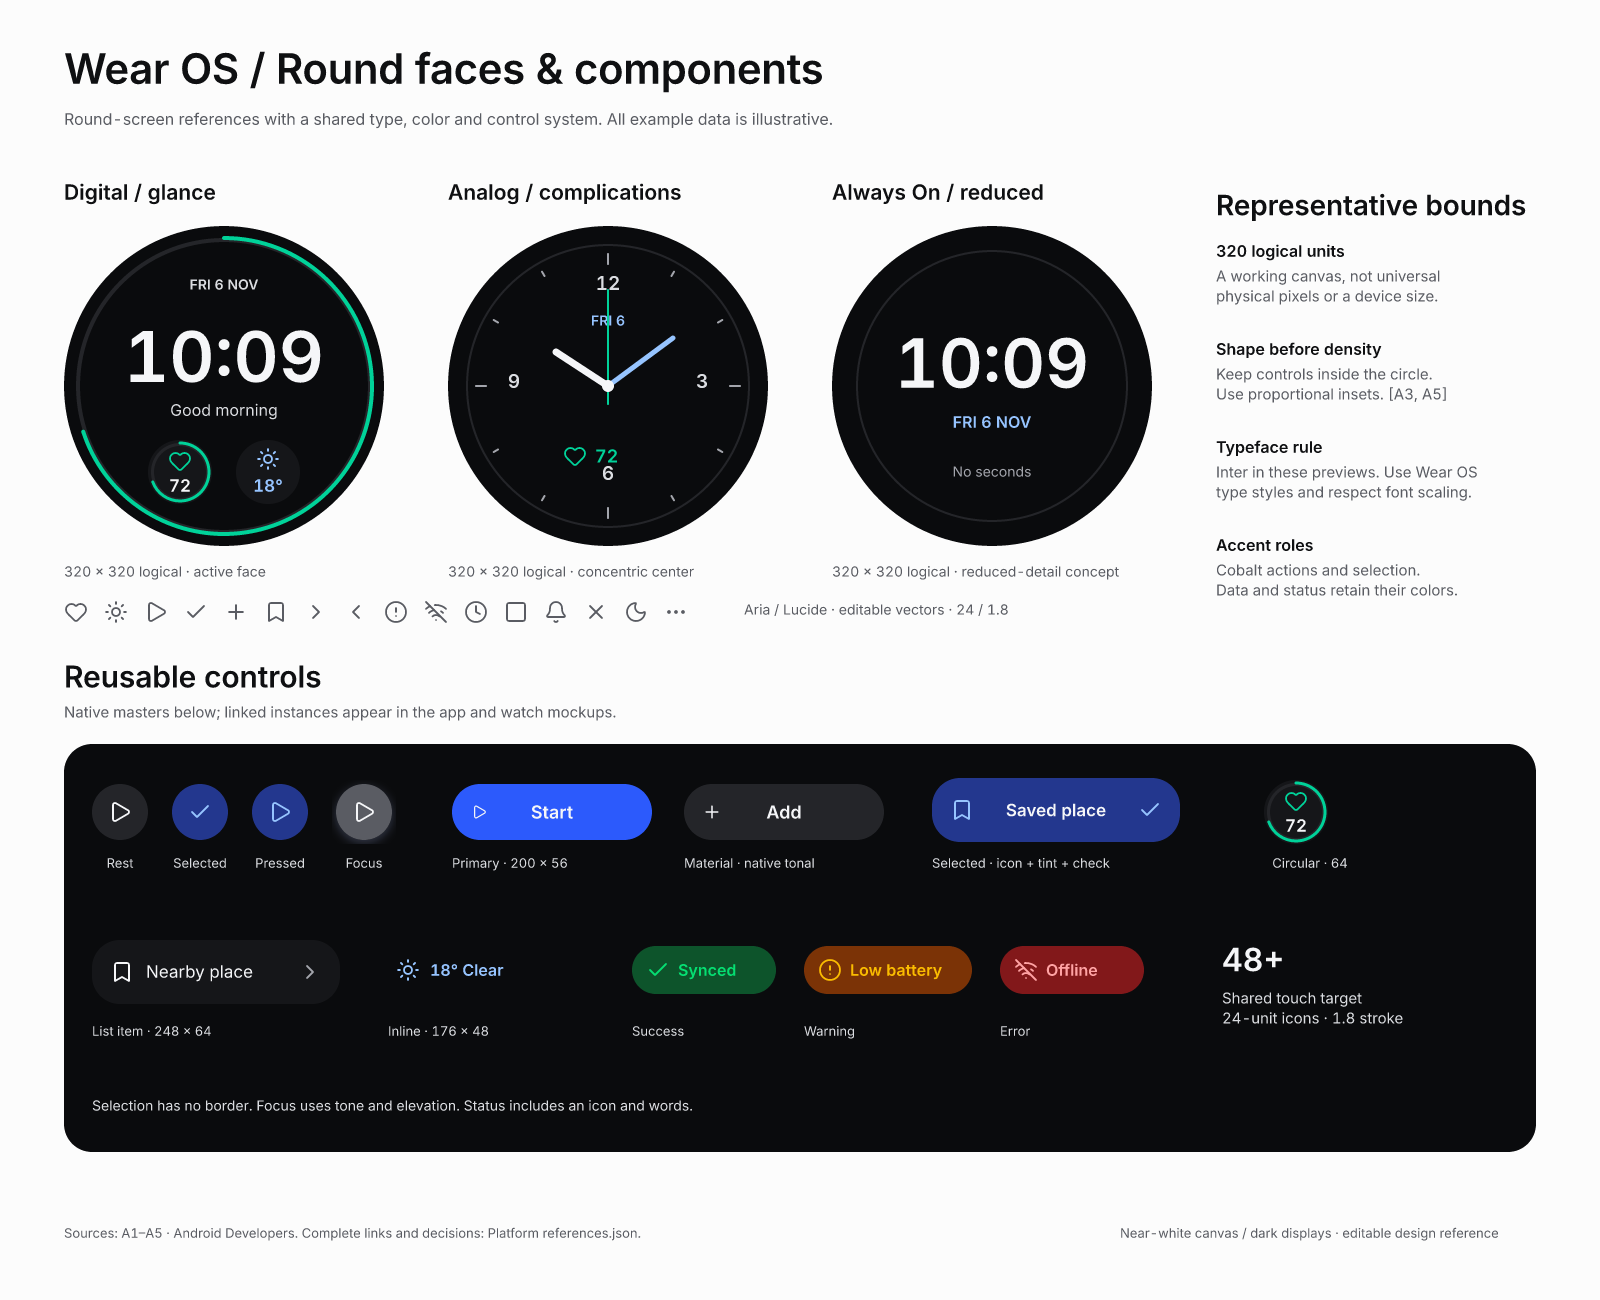 Wear OS / Round faces & components
Round-screen references with a shared type, color and control system. All example data is illustrative.
Digital / glance
FRI 6 NOV
10:09
Good morning
72
18°
320 × 320 logical · active face
Analog / complications
12
FRI 6
9
3
72
6
320 × 320 logical · concentric center
Always On / reduced
10:09
FRI 6 NOV
No seconds
320 × 320 logical · reduced-detail concept
Representative bounds
320 logical units
A working canvas, not universal
physical pixels or a device size.
Shape before density
Keep controls inside the circle.
Use proportional insets. [A3, A5]
Typeface rule
Inter in these previews. Use Wear OS
type styles and respect font scaling.
Accent roles
Cobalt actions and selection.
Data and status retain their colors.
Aria / Lucide · editable vectors · 24 / 1.8
Reusable controls
Native masters below; linked instances appear in the app and watch mockups.
Rest
Selected
Pressed
Focus
Start
Primary · 200 × 56
Add
Material · native tonal
Saved place
Selected · icon + tint + check
72
Circular · 64
Nearby place
List item · 248 × 64
18° Clear
Inline · 176 × 48
Synced
Success
Low battery
Warning
Offline
Error
48+
Shared touch target
24-unit icons · 1.8 stroke
Selection has no border. Focus uses tone and elevation. Status includes an icon and words.
Sources: A1–A5 · Android Developers. Complete links and decisions: Platform references.json.
Near-white canvas / dark displays · editable design reference